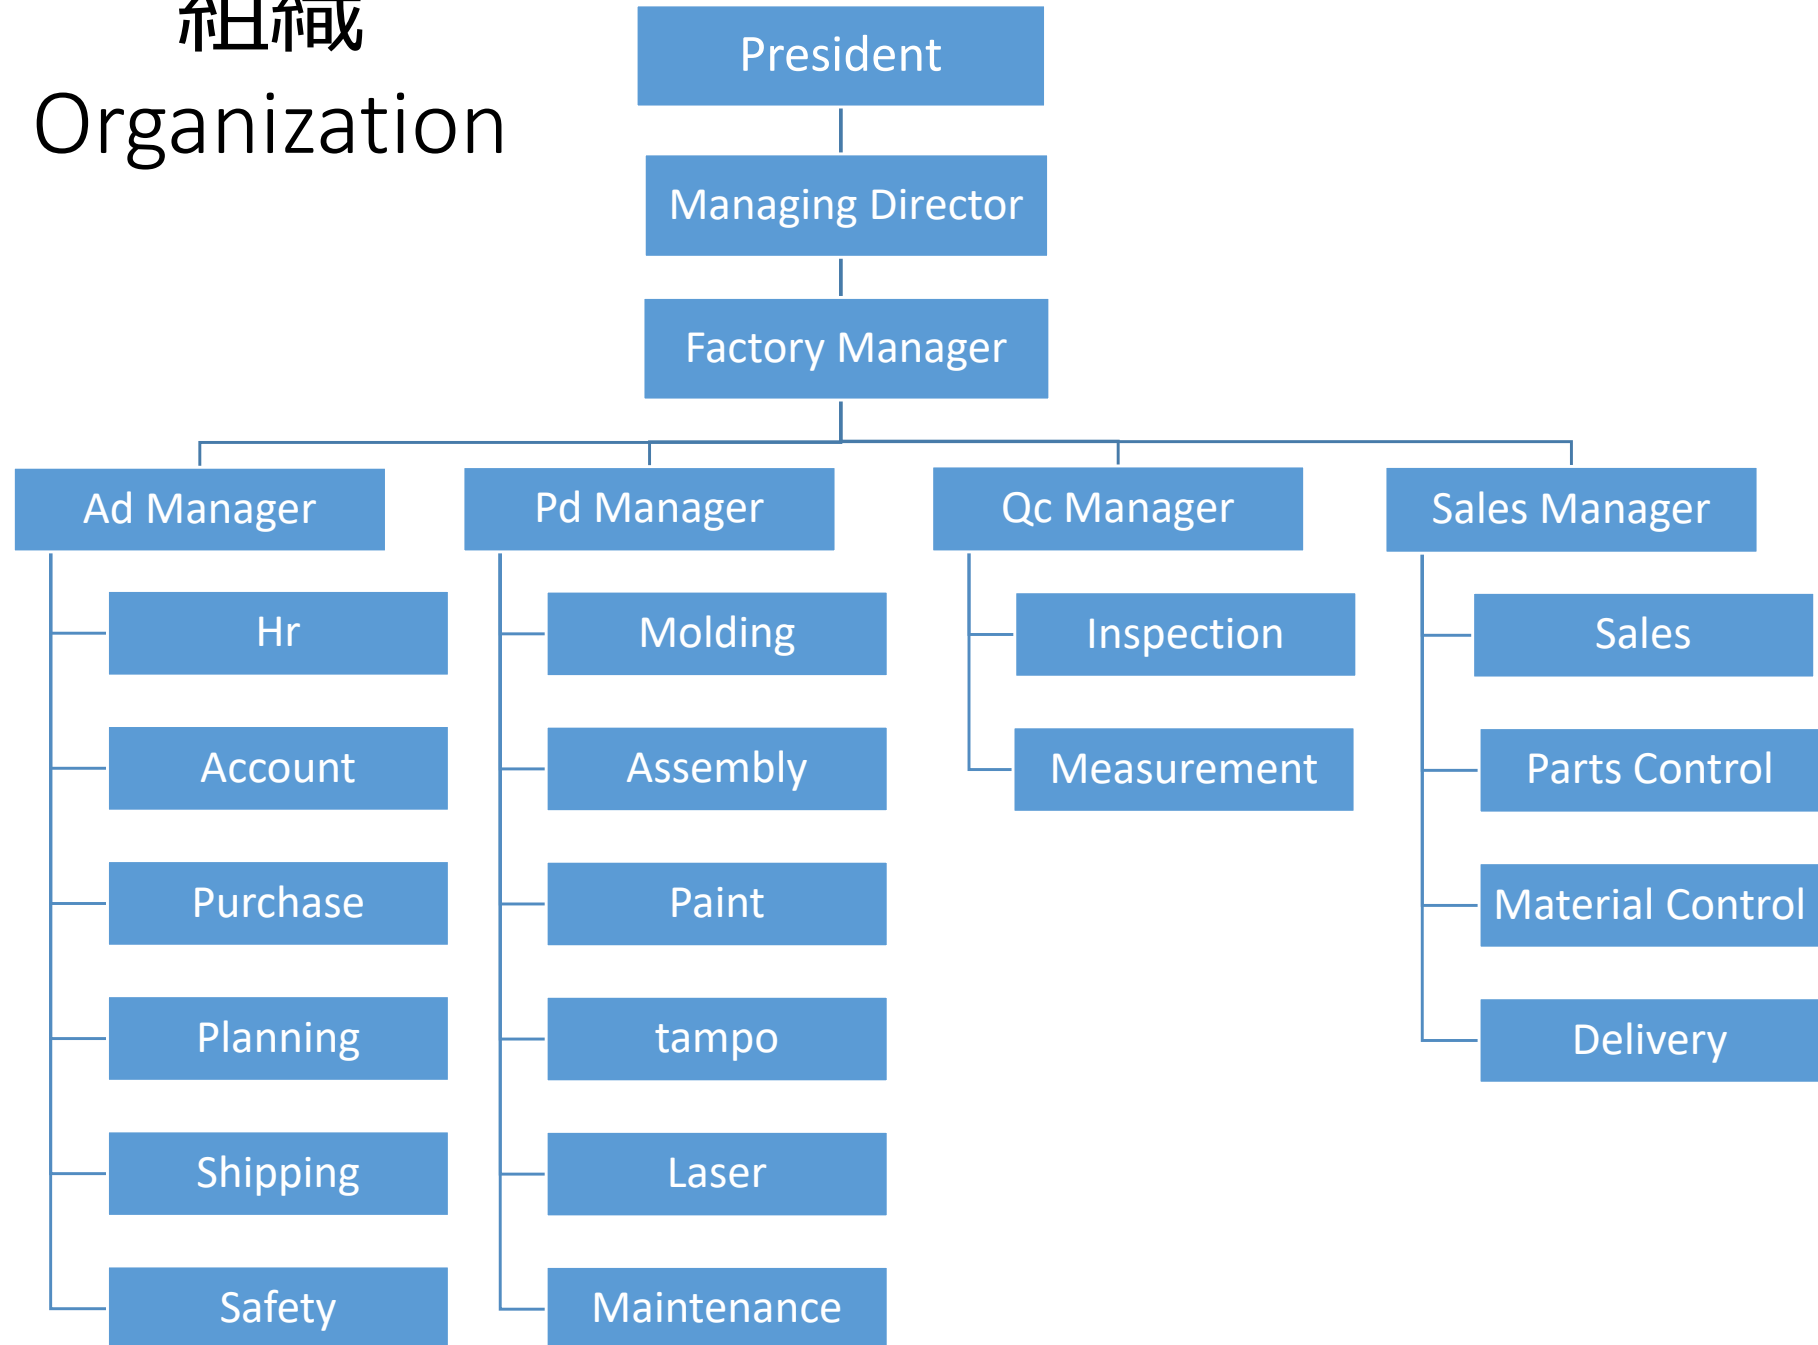 組織
Organization
President
Managing Director
Factory Manager
Ad Manager
Hr
Account
Purchase
Planning
Shipping
Safety
Pd Manager
Molding
Assembly
Paint
tampo
Laser
Maintenance
Qc Manager
Inspection
Measurement
Sales Manager
Sales
Parts Control
Material Control
Delivery